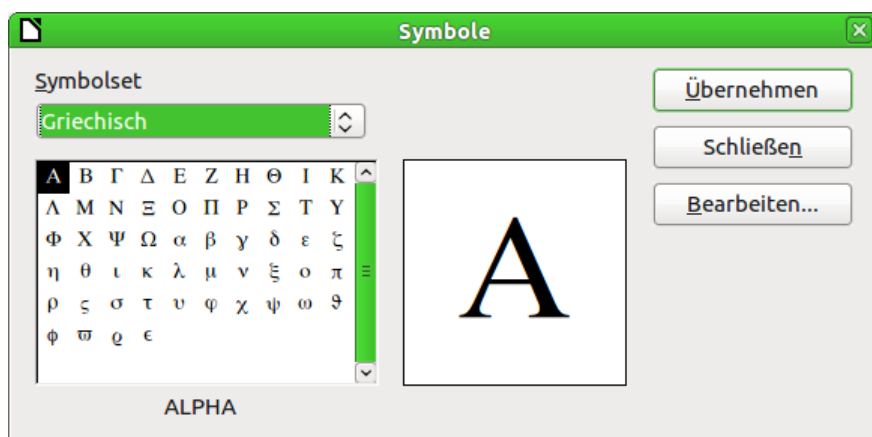 Symbole
Symbolset
Griechisch
Α Β Γ Δ Ε Ζ Η Θ Ι Κ
Λ Μ Ν Ξ Ο Π Ρ Σ Τ Υ
Φ Χ Ψ Ω α β γ δ ε ζ
η θ ι κ λ μ ν ξ ο π
ρ ς σ τ υ φ χ ψ ω ϑ
ϕ ϖ ϱ ϵ
ALPHA
Α
Übernehmen
Schließen
Bearbeiten...